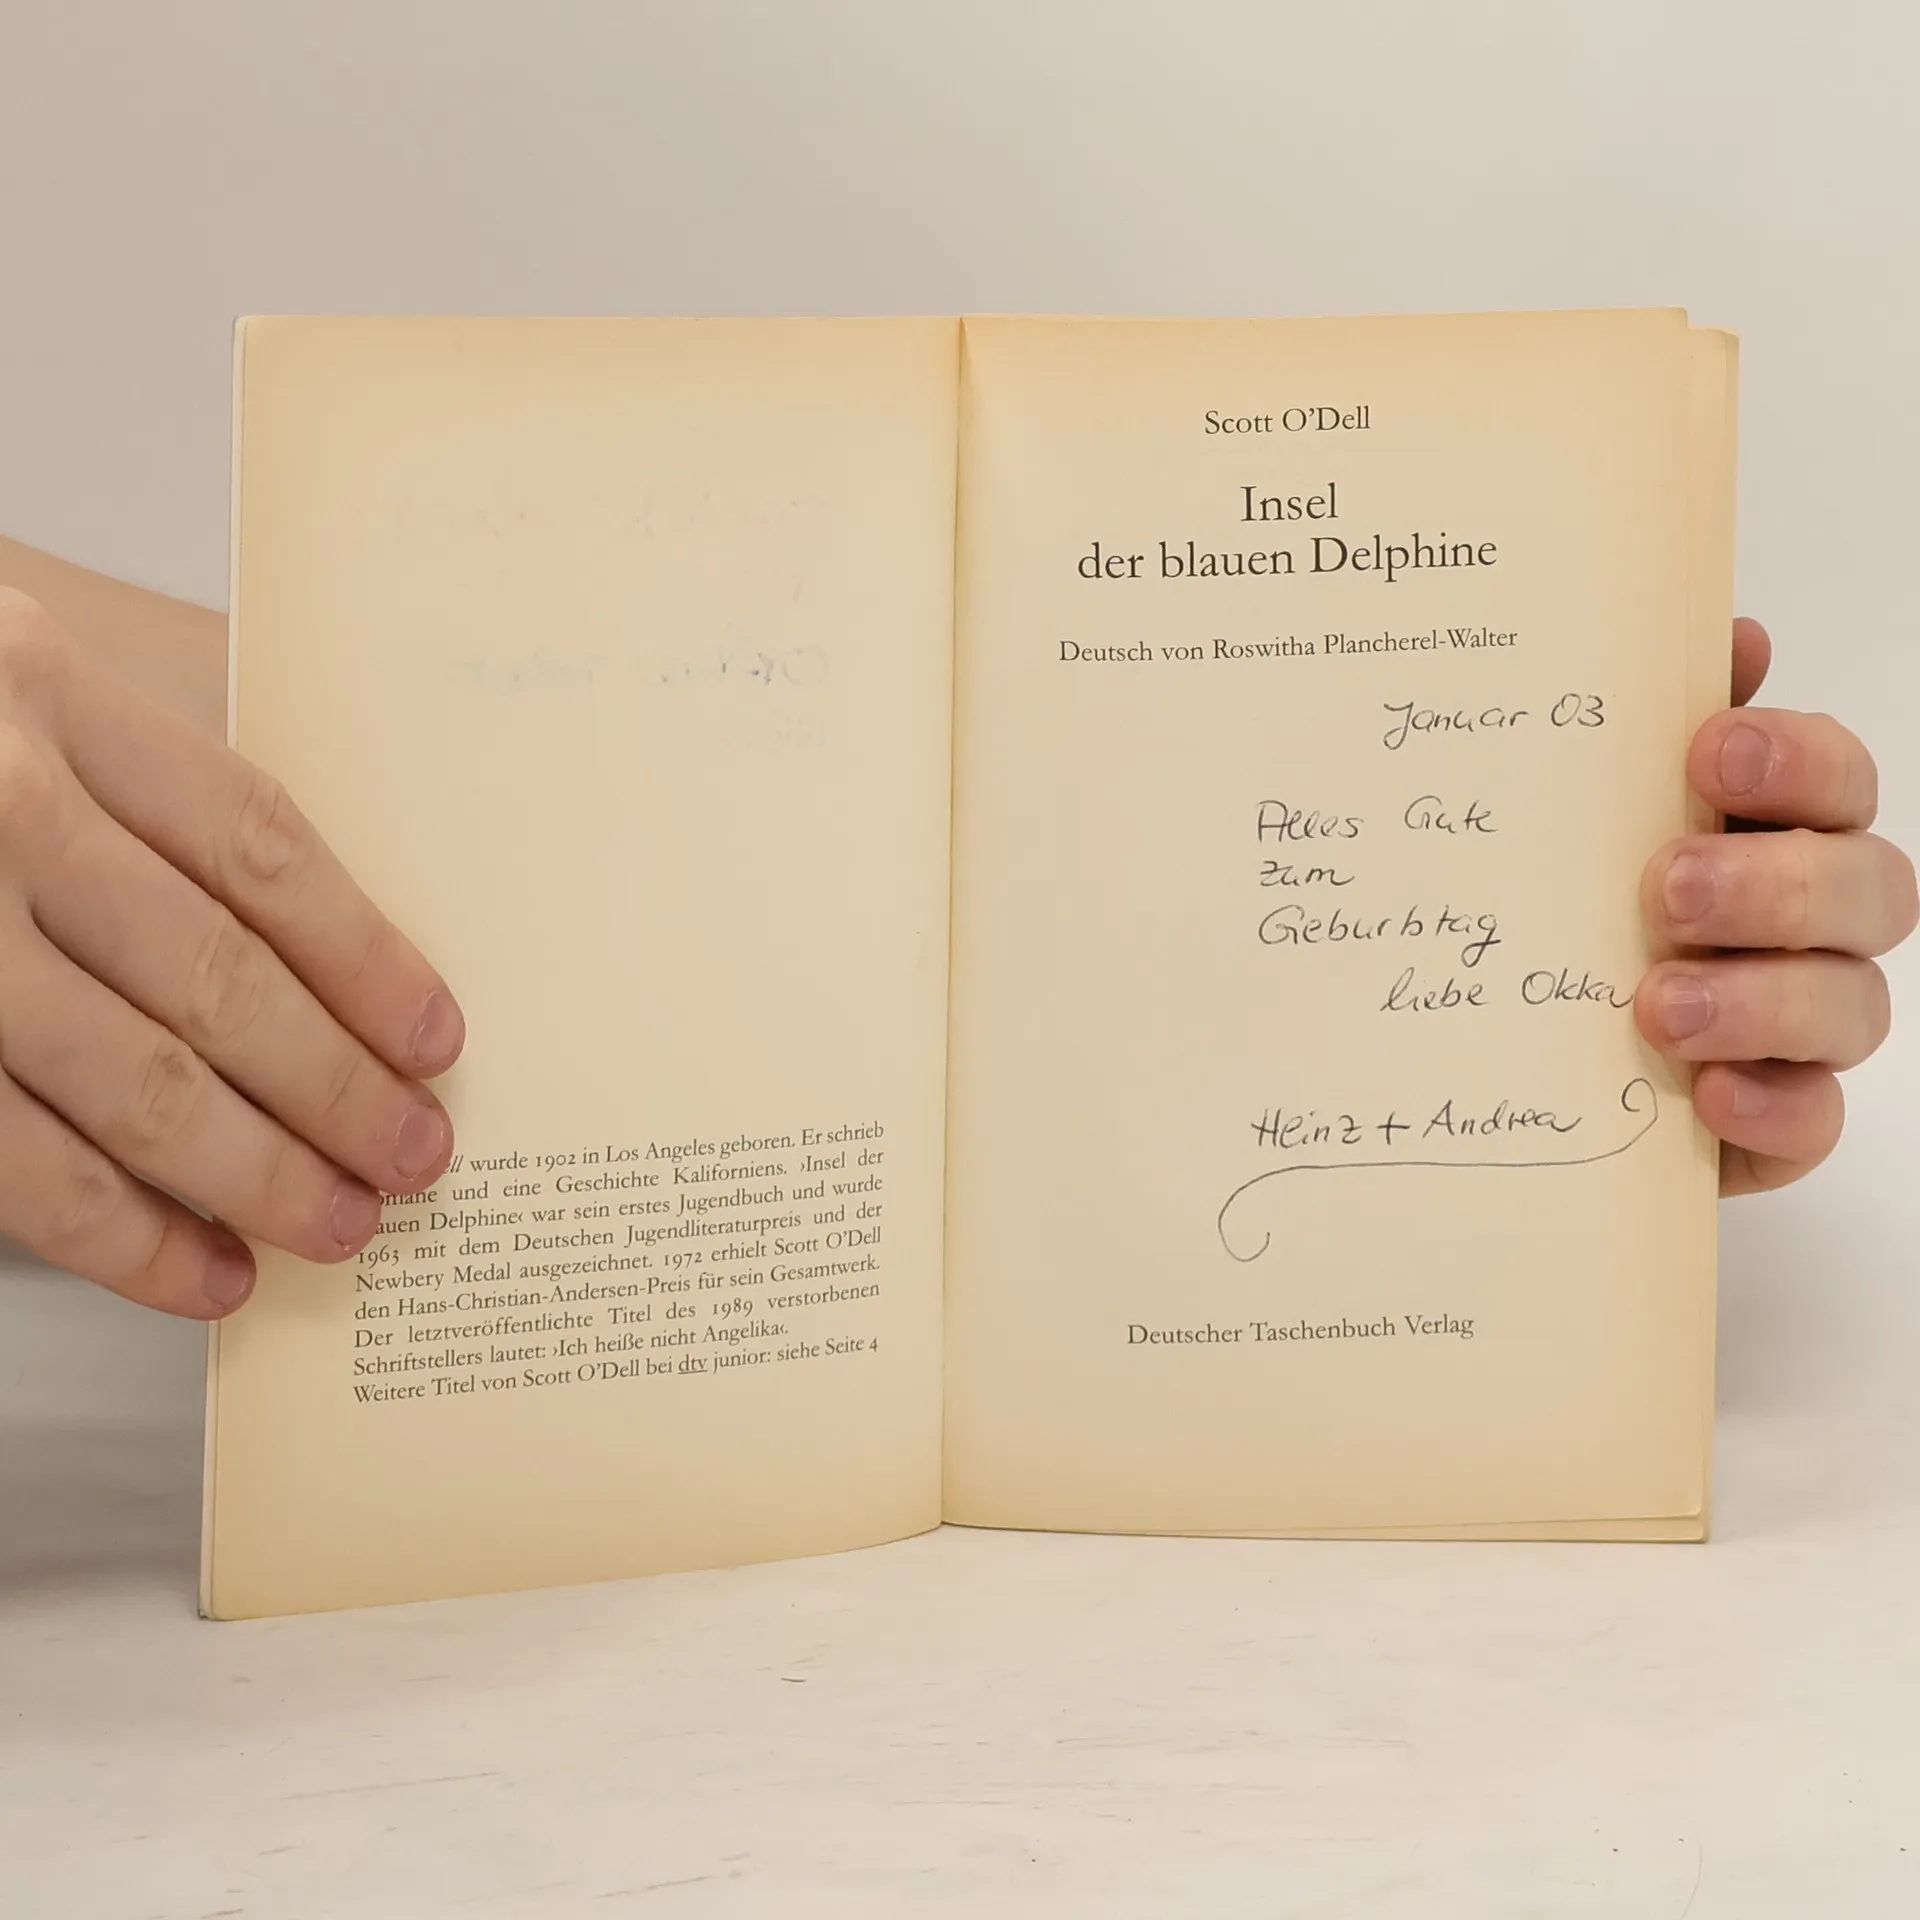 ell wurde 1902 in Los Angeles geboren. Er schrieb
omane und eine Geschichte Kaliforniens. ›Insel der
auen Delphine‹ war sein erstes Jugendbuch und wurde
1963 mit dem Deutschen Jugendliteraturpreis und der
Newbery Medal ausgezeichnet. 1972 erhielt Scott O'Dell
den Hans-Christian-Andersen-Preis für sein Gesamtwerk.
Der letztveröffentlichte Titel des 1989 verstorbenen
Schriftstellers lautet: ›Ich heiße nicht Angelika‹.
Weitere Titel von Scott O'Dell bei dtv junior: siehe Seite 4
Scott O'Dell
Insel
der blauen Delphine
Deutsch von Roswitha Plancherel-Walter
Januar 03
Alles Gute
zum
Geburtstag
liebe Okka
Heinz + Andrea
Deutscher Taschenbuch Verlag